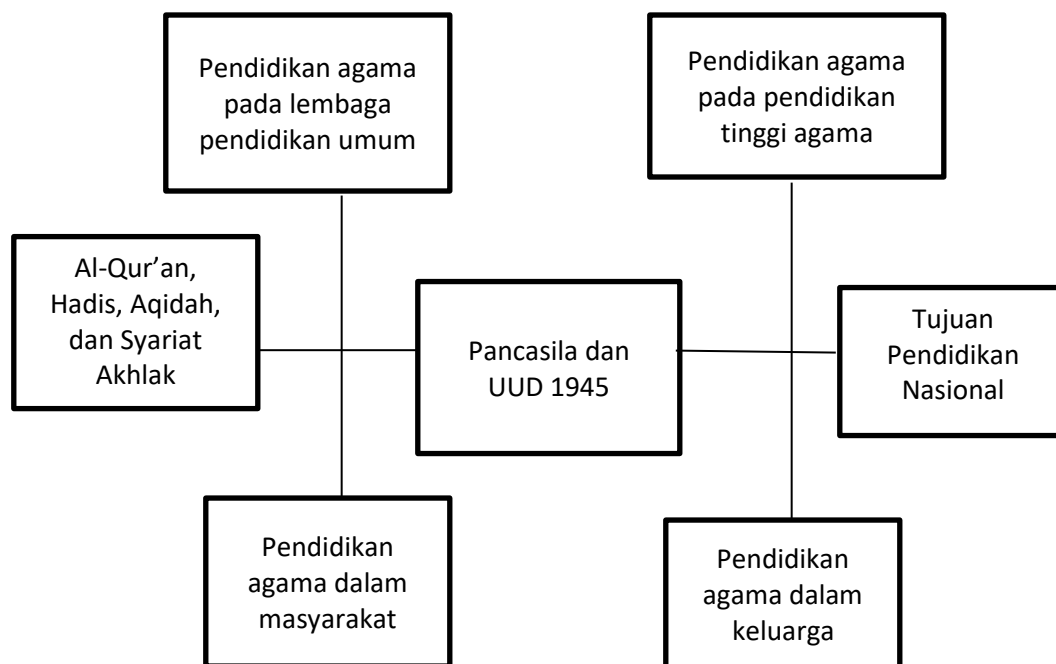 Pendidikan agama
pada lembaga
pendidikan umum
Pendidikan agama
pada pendidikan
tinggi agama
Al-Qur’an,
Hadis, Aqidah,
dan Syariat
Akhlak
Pancasila dan
UUD 1945
Tujuan
Pendidikan
Nasional
Pendidikan
agama dalam
masyarakat
Pendidikan
agama dalam
keluarga